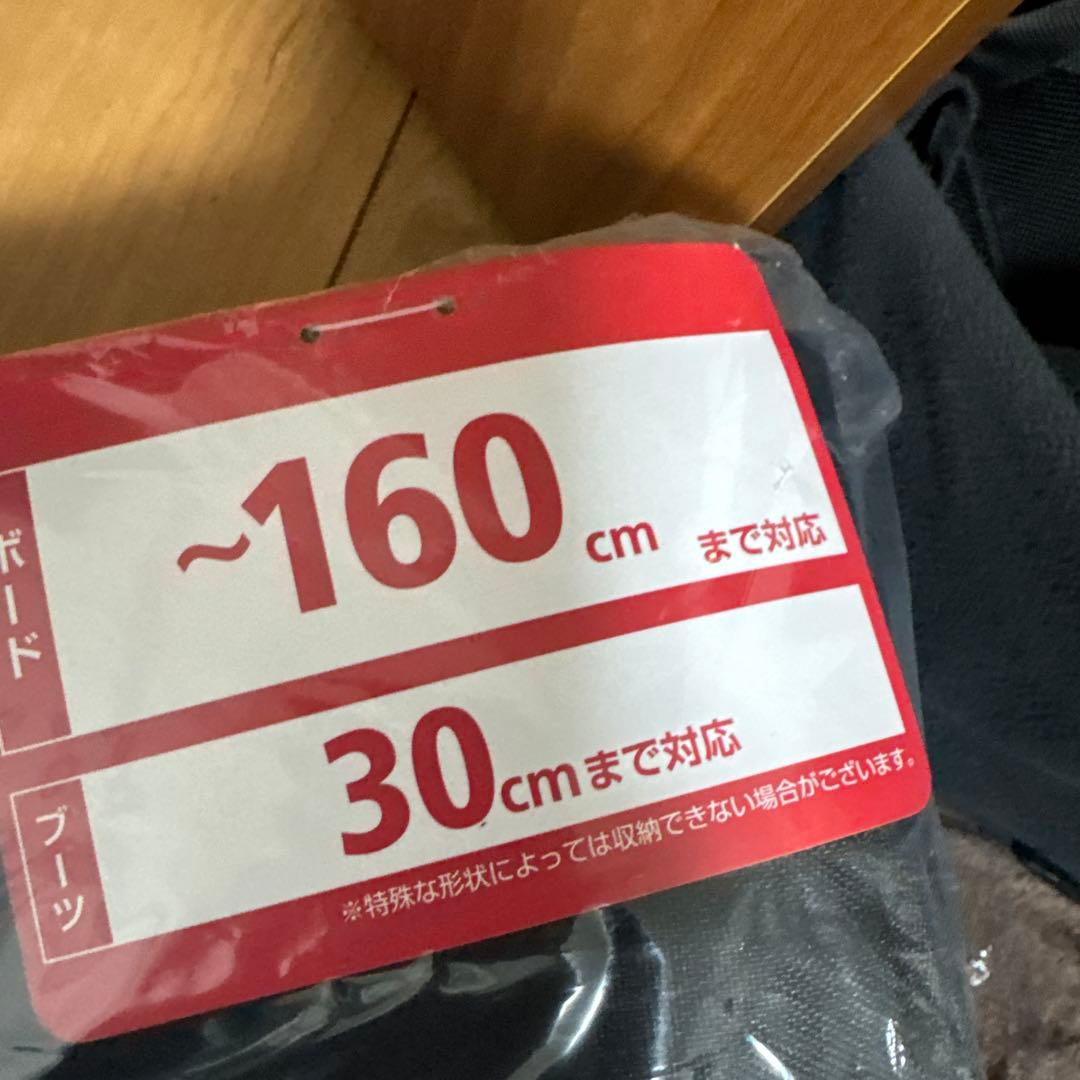 ボード
~160cm まで対応
ブーツ
30cmまで対応
※特殊な形状によっては収納できない場合がございます。